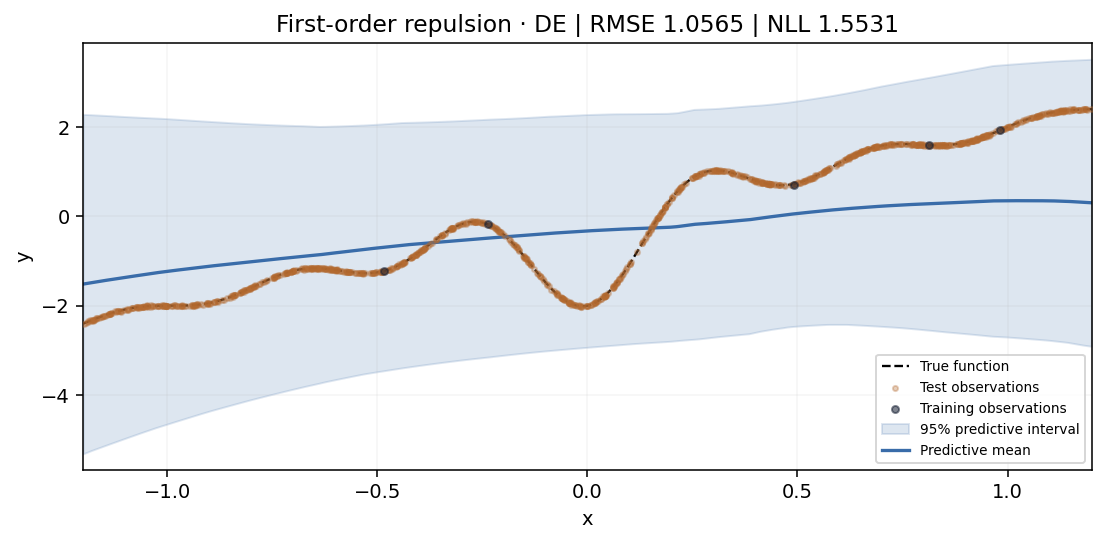 First-order repulsion · DE | RMSE 1.0565 | NLL 1.5531
y
2
0
−2
−4
−1.0 −0.5 0.0 0.5 1.0
x
True function
Test observations
Training observations
95% predictive interval
Predictive mean